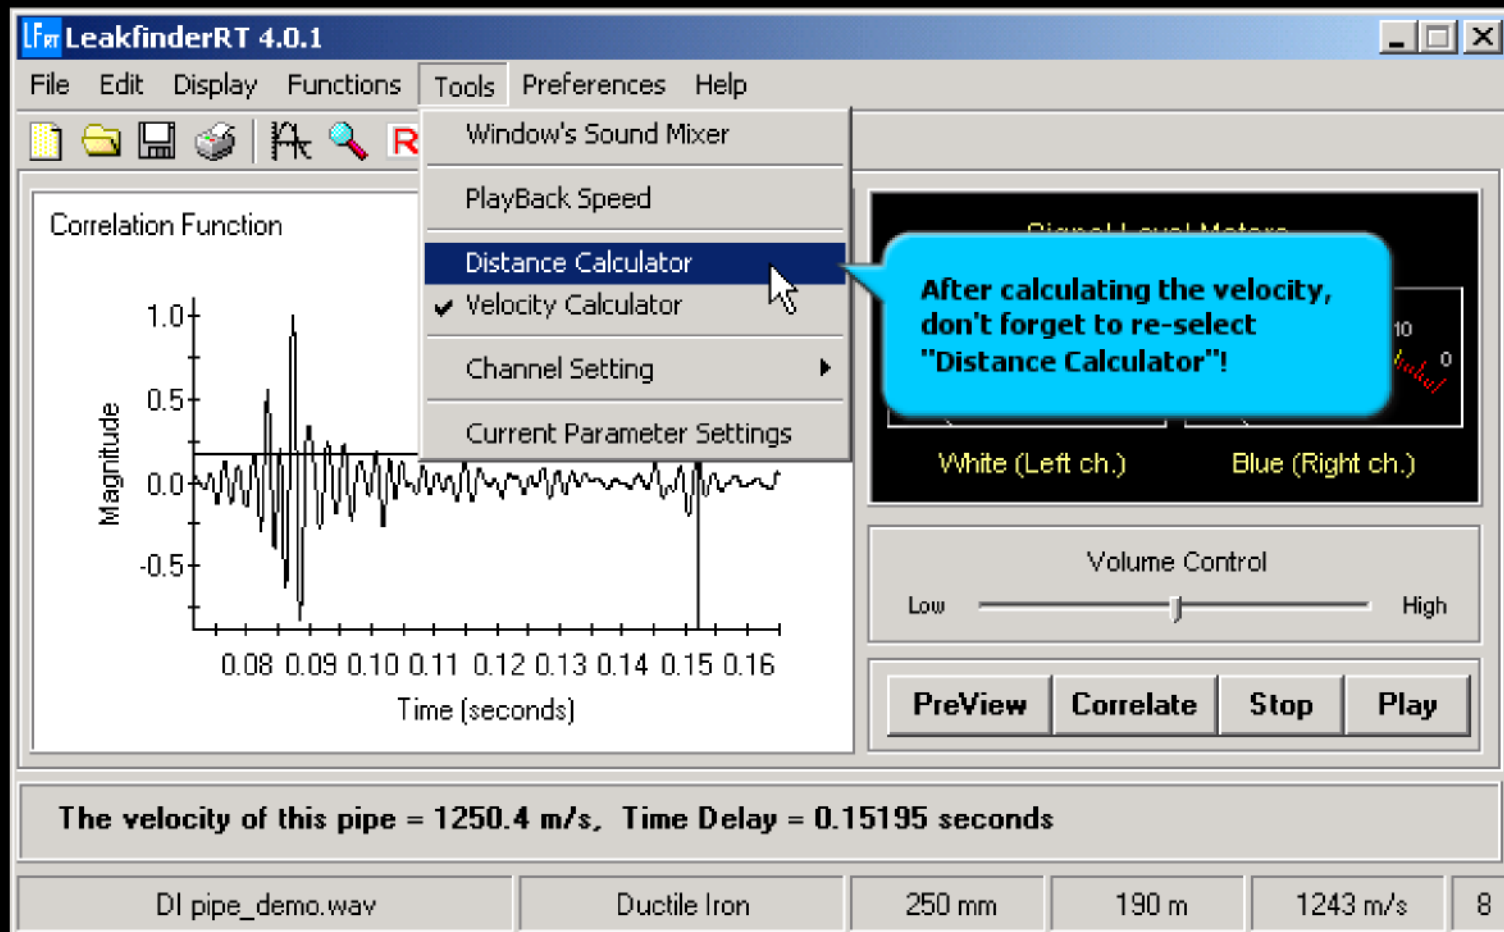 LFRT LeakfinderRT 4.0.1
File Edit Display Functions Tools Preferences Help
R
Window's Sound Mixer
PlayBack Speed
Distance Calculator
Velocity Calculator
Channel Setting
Current Parameter Settings
Correlation Function
1.0
0.5
0.0
-0.5
Magnitude
0.08 0.09 0.10 0.11 0.12 0.13 0.14 0.15 0.16
Time (seconds)
Signal Level Meters
After calculating the velocity,
don't forget to re-select
"Distance Calculator"!
10
0
White (Left ch.) Blue (Right ch.)
Volume Control
Low High
PreView Correlate Stop Play
The velocity of this pipe = 1250.4 m/s, Time Delay = 0.15195 seconds
DI pipe_demo.wav Ductile Iron 250 mm 190 m 1243 m/s 8